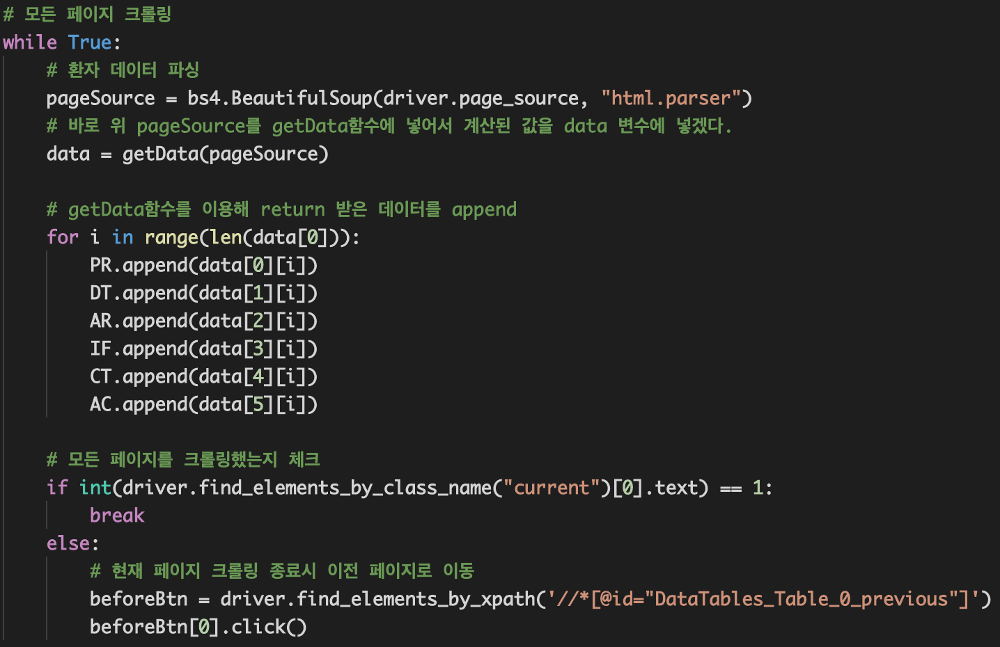 # 모든 페이지 크롤링
while True:
    # 환자 데이터 파싱
    pageSource = bs4.BeautifulSoup(driver.page_source, "html.parser")
    # 바로 위 pageSource를 getData함수에 넣어서 계산된 값을 data 변수에 넣겠다.
    data = getData(pageSource)

    # getData함수를 이용해 return 받은 데이터를 append
    for i in range(len(data[0])):
        PR.append(data[0][i])
        DT.append(data[1][i])
        AR.append(data[2][i])
        IF.append(data[3][i])
        CT.append(data[4][i])
        AC.append(data[5][i])

    # 모든 페이지를 크롤링했는지 체크
    if int(driver.find_elements_by_class_name("current")[0].text) == 1:
        break
    else:
        # 현재 페이지 크롤링 종료시 이전 페이지로 이동
        beforeBtn = driver.find_elements_by_xpath('//*[@id="DataTables_Table_0_previous"]')
        beforeBtn[0].click()